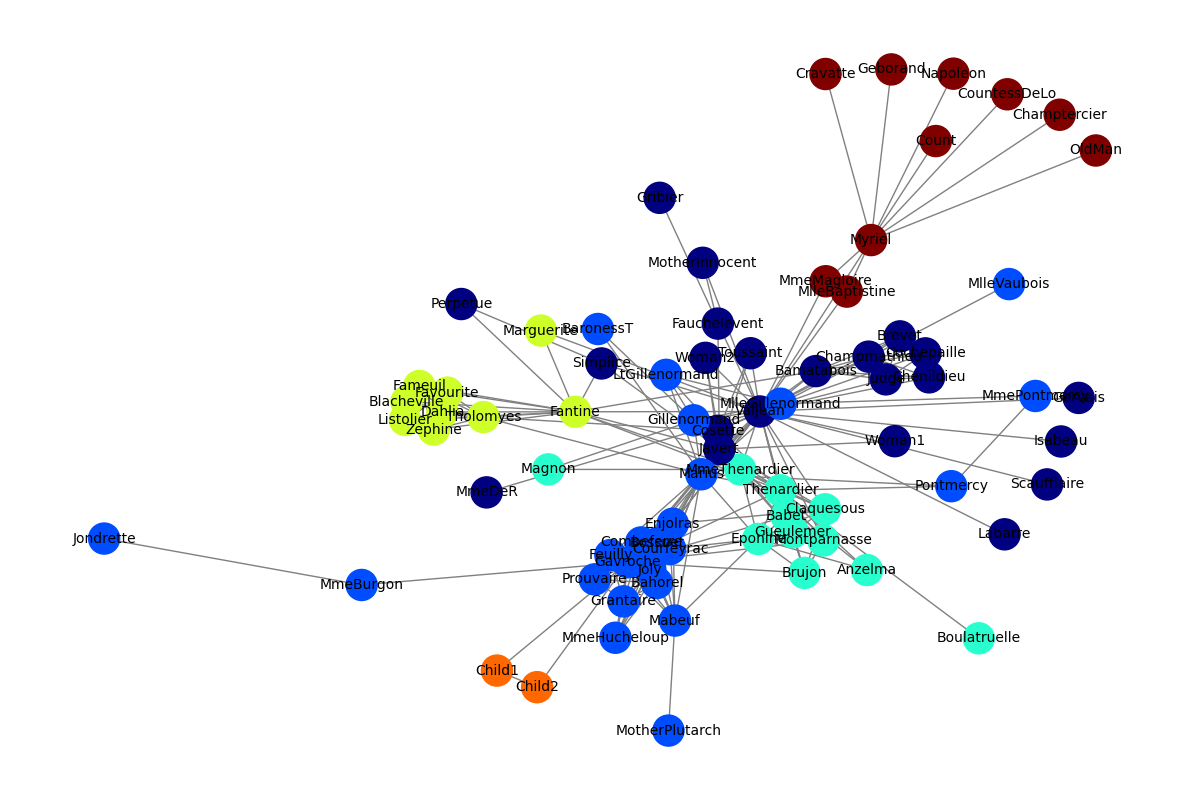 Cravatte
Geborand
Napoleon
CountessDeLo
Champtercier
Count
OldMan
Gribier
Myriel
MotherInnocent
MmeMagloire
MlleBaptistine
MlleVaubois
Perpetue
Fauchelevent
Marguerite
BaronessT
Brevet
Simplice
Woman2
Toussaint
Champmathieu
Cochepaille
LtGillenormand
Bamatabois
Judge
Chenildieu
Fameuil
Favourite
Blacheville
MmePontmercy
Gervais
Dahlia
Fantine
Valjean
MlleGillenormand
Listolier
Tholomyes
Gillenormand
Zephine
Cosette
Woman1
Isabeau
Javert
Magnon
Marius
MmeThenardier
MmeDeR
Thenardier
Pontmercy
Scaufflaire
Claquesous
Babet
Enjolras
Gueulemer
Labarre
Jondrette
Combeferre
Bossuet
Eponine
Montparnasse
Feuilly
Courfeyrac
Gavroche
Joly
Anzelma
Prouvaire
Brujon
MmeBurgon
Bahorel
Grantaire
Mabeuf
MmeHucheloup
Boulatruelle
Child1
Child2
MotherPlutarch